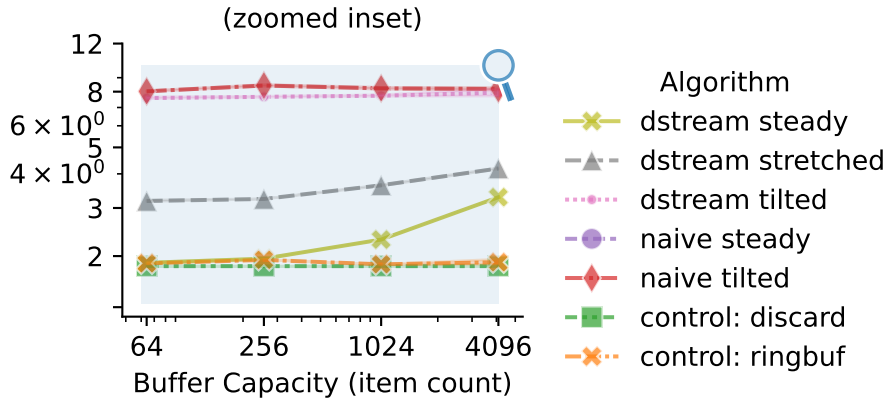 (zoomed inset)
12
8
6 × 10⁰
5
4 × 10⁰
3
2
64 256 1024 4096
Buffer Capacity (item count)
Algorithm
dstream steady
dstream stretched
dstream tilted
naive steady
naive tilted
control: discard
control: ringbuf